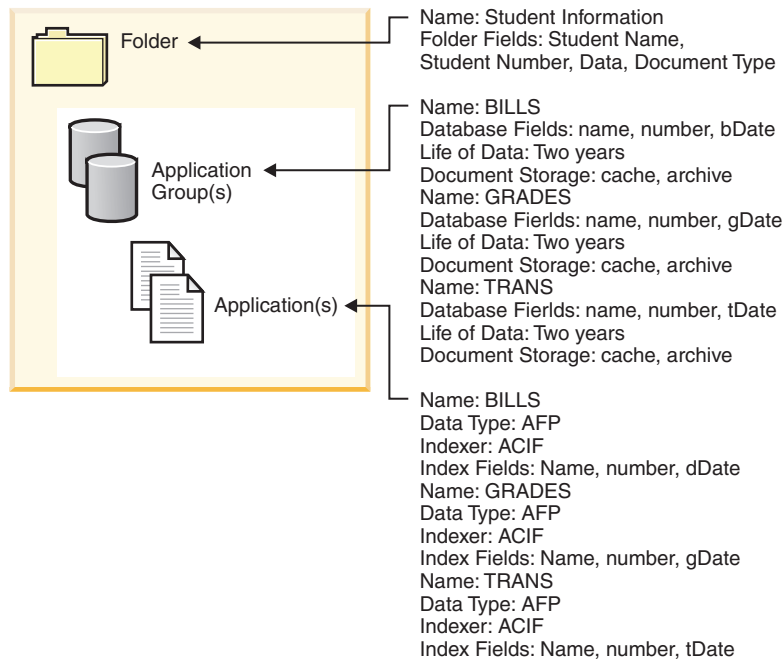 Folder
Application
Group(s)
Application(s)
Name: Student Information
Folder Fields: Student Name,
Student Number, Data, Document Type
Name: BILLS
Database Fields: name, number, bDate
Life of Data: Two years
Document Storage: cache, archive
Name: GRADES
Database Fierlds: name, number, gDate
Life of Data: Two years
Document Storage: cache, archive
Name: TRANS
Database Fierlds: name, number, tDate
Life of Data: Two years
Document Storage: cache, archive
Name: BILLS
Data Type: AFP
Indexer: ACIF
Index Fields: Name, number, dDate
Name: GRADES
Data Type: AFP
Indexer: ACIF
Index Fields: Name, number, gDate
Name: TRANS
Data Type: AFP
Indexer: ACIF
Index Fields: Name, number, tDate